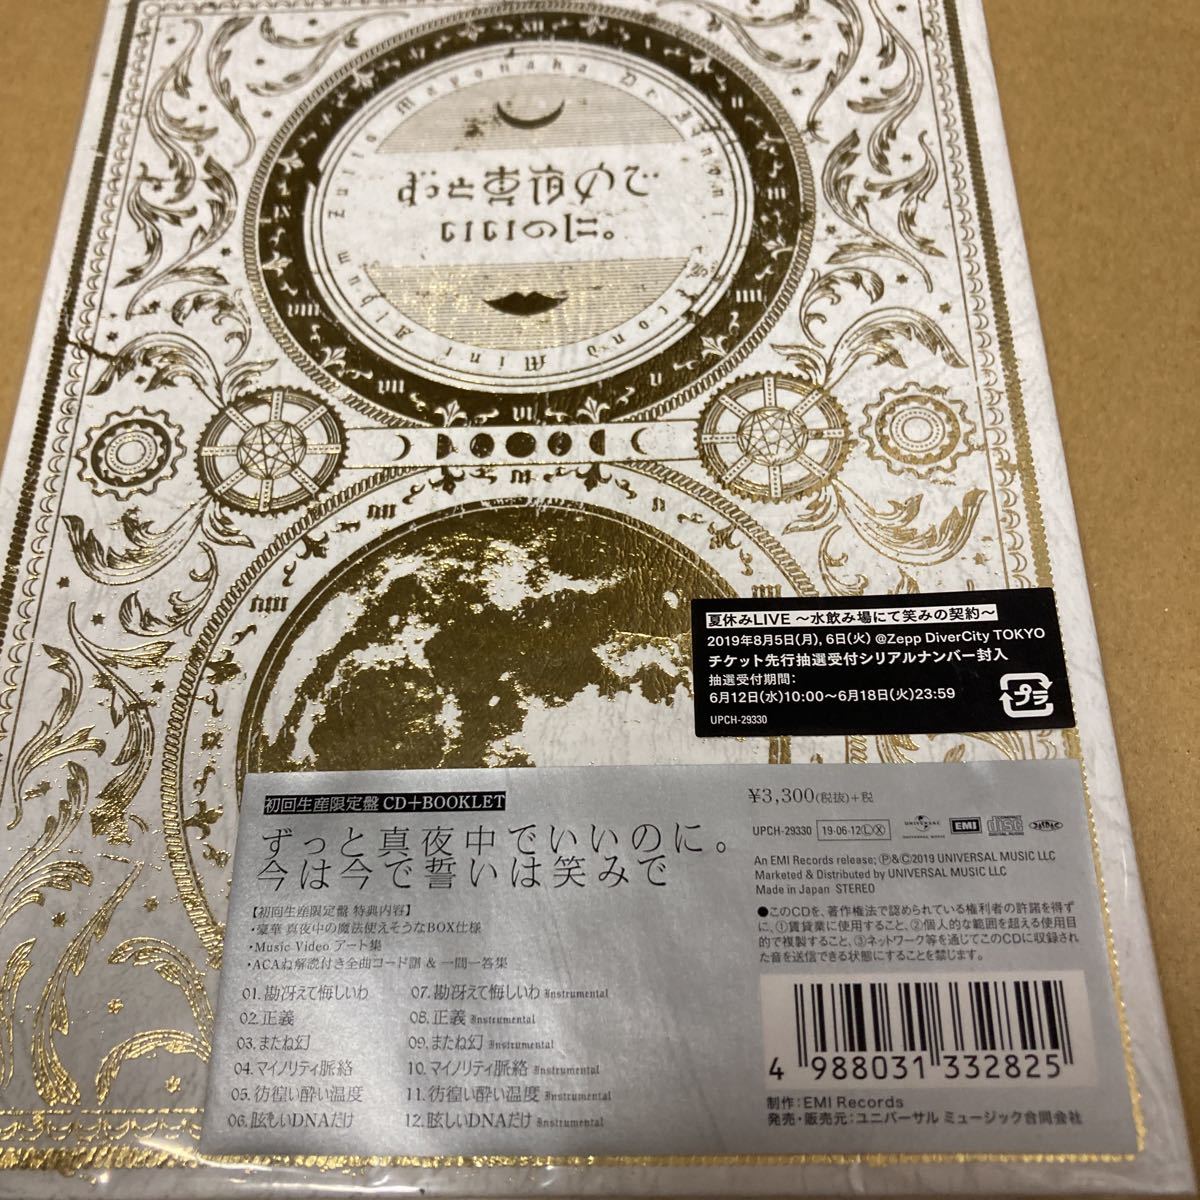 Zutto Mayonaka De Iinoni
Second Mini Album
ずっと真夜中で
いいのに。
夏休みLIVE ～水飲み場にて笑みの契約～
2019年8月5日(月), 6日(火) @Zepp DiverCity TOKYO
チケット先行抽選受付シリアルナンバー封入
抽選受付期間:
6月12日(水)10:00～6月18日(火)23:59
プラ
UPCH-29330
初回生産限定盤 CD+BOOKLET
ずっと真夜中でいいのに。
今は今で誓いは笑みで
【初回生産限定盤 特典内容】
・豪華 真夜中の魔法使えそうなBOX仕様
・Music Video アート集
・ACAね解説付き全曲コード譜 & 一問一答集
01. 勘冴えて悔しいわ
02. 正義
03. またね幻
04. マイノリティ脈絡
05. 彷徨い酔い温度
06. 眩しいDNAだけ
07. 勘冴えて悔しいわ Instrumental
08. 正義 Instrumental
09. またね幻 Instrumental
10. マイノリティ脈絡 Instrumental
11. 彷徨い酔い温度 Instrumental
12. 眩しいDNAだけ Instrumental
¥3,300(税抜)+税
UPCH-29330 19·06·12 L X UNIVERSAL UNIVERSAL MUSIC EMI COMPACT disc DIGITAL AUDIO
An EMI Records release; Ⓟ&©2019 UNIVERSAL MUSIC LLC
Marketed & Distributed by UNIVERSAL MUSIC LLC
Made in Japan STEREO
●このCDを、著作権法で認められている権利者の許諾を得ず
に、①賃貸業に使用すること、②個人的な範囲を超える使用目
的で複製すること、③ネットワーク等を通じてこのCDに収録され
た音を送信できる状態にすることを禁じます。
4 988031 332825
制作：EMI Records
発売・販売元：ユニバーサル ミュージック合同会社